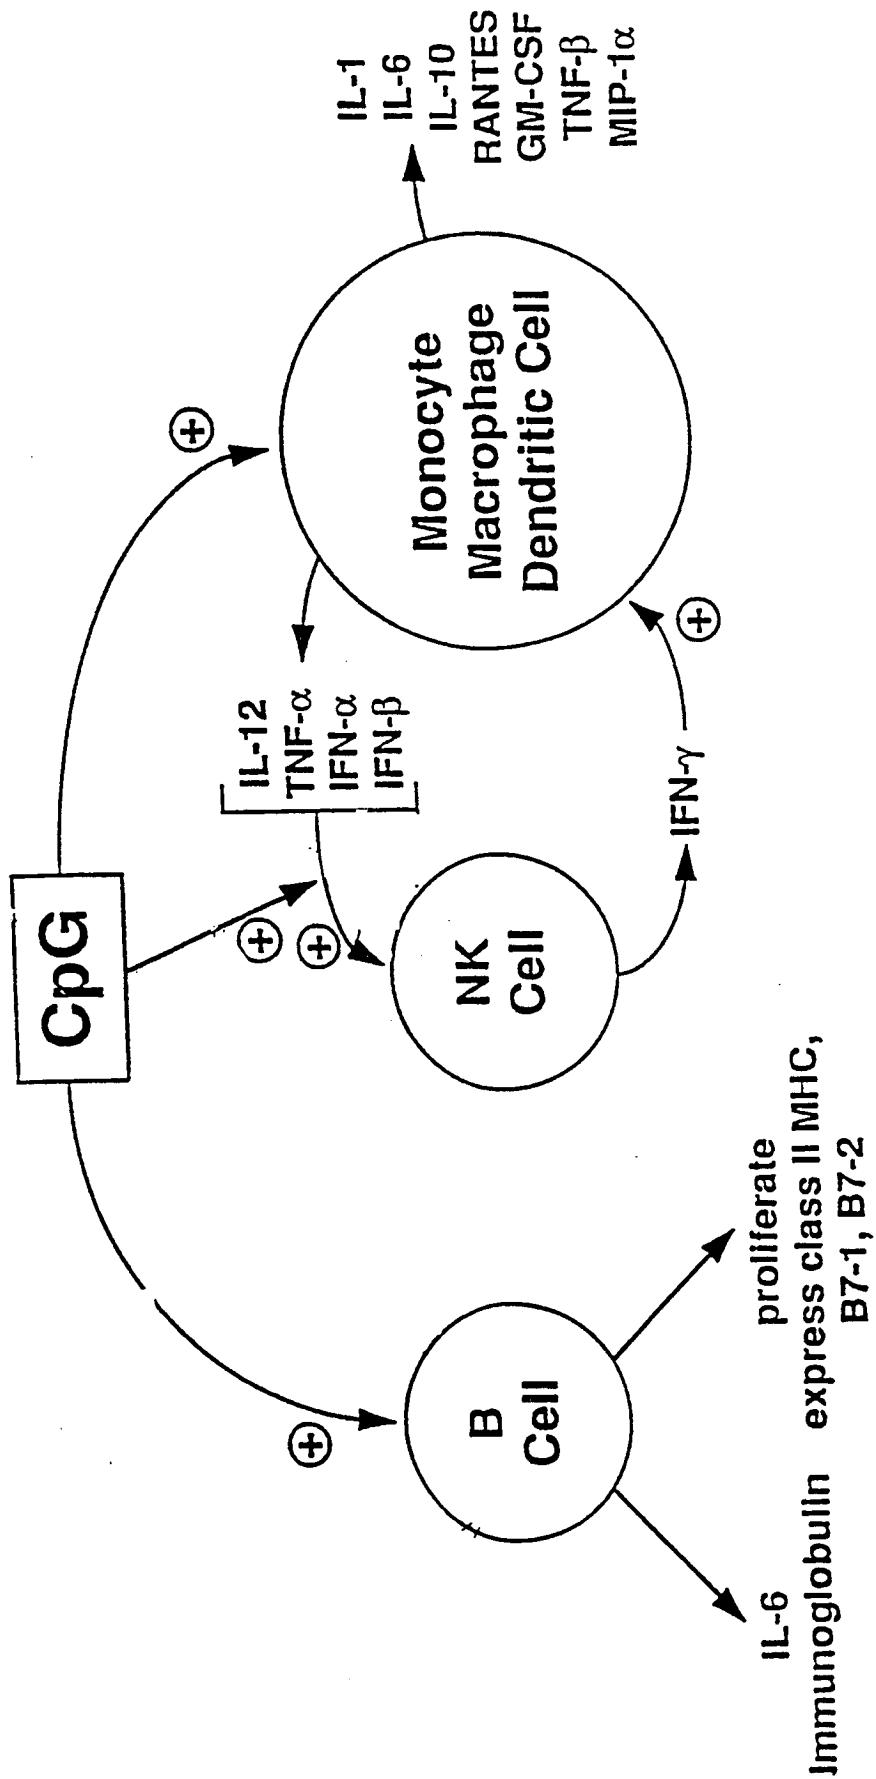 CpG
+
+
+
+
+
B
Cell
NK
Cell
Monocyte
Macrophage
Dendritic Cell
IL-12
TNF-α
IFN-α
IFN-β
IFN-γ
IL-1
IL-6
IL-10
RANTES
GM-CSF
TNF-β
MIP-1α
IL-6
Immunoglobulin
proliferate
express class II MHC,
B7-1, B7-2